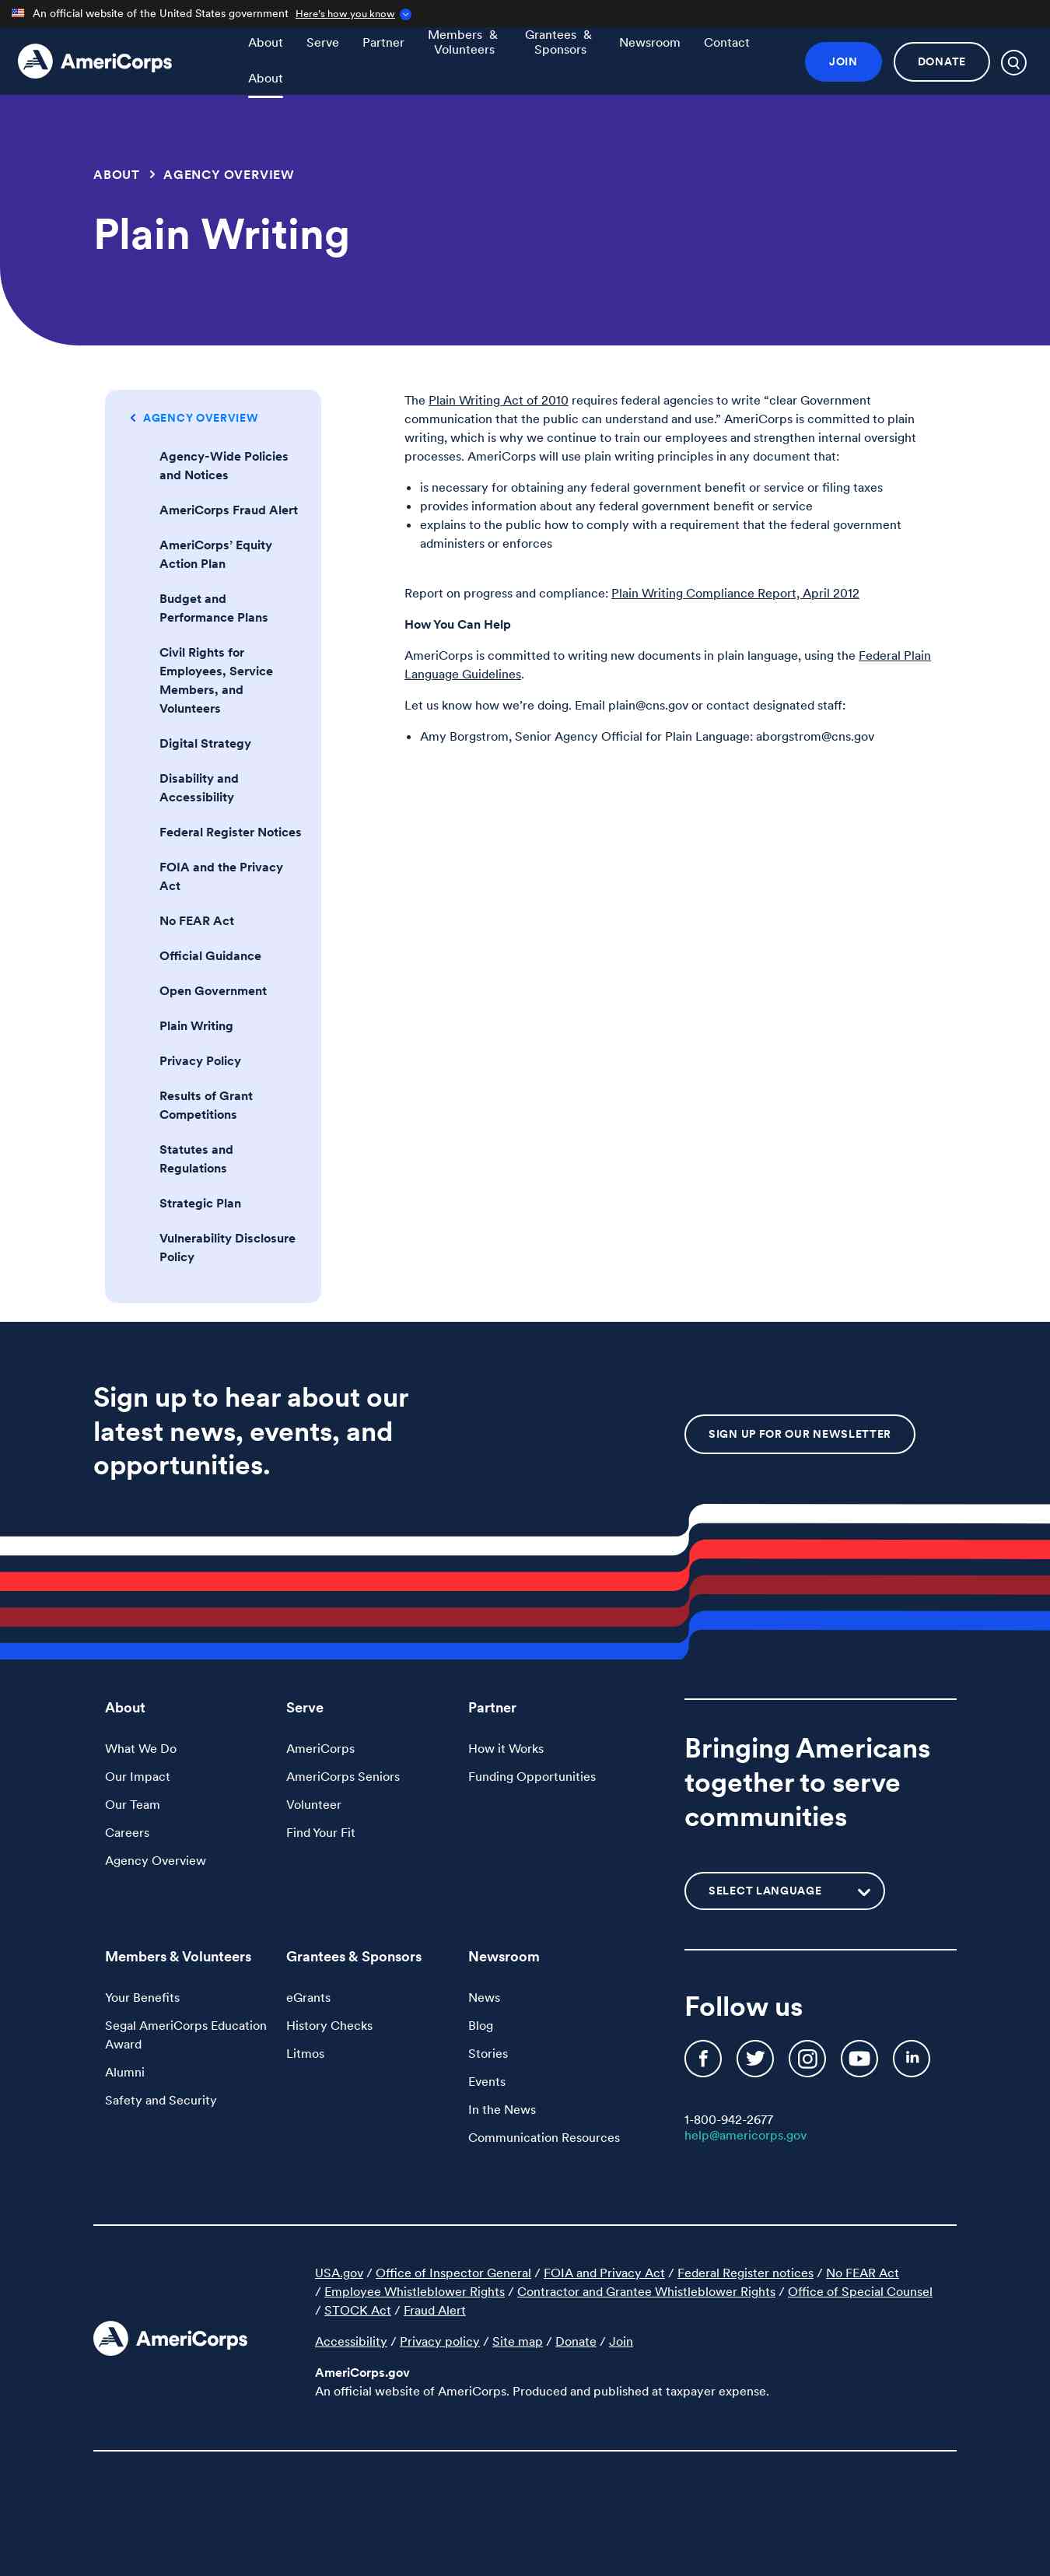 An official website of the United States government Here's how you know
AmeriCorps
About Serve Partner Members & Volunteers Grantees & Sponsors Newsroom Contact
About
JOIN DONATE
ABOUT > AGENCY OVERVIEW
Plain Writing
AGENCY OVERVIEW
Agency-Wide Policies
and Notices
AmeriCorps Fraud Alert
AmeriCorps’ Equity
Action Plan
Budget and
Performance Plans
Civil Rights for
Employees, Service
Members, and
Volunteers
Digital Strategy
Disability and
Accessibility
Federal Register Notices
FOIA and the Privacy
Act
No FEAR Act
Official Guidance
Open Government
Plain Writing
Privacy Policy
Results of Grant
Competitions
Statutes and
Regulations
Strategic Plan
Vulnerability Disclosure
Policy
The Plain Writing Act of 2010 requires federal agencies to write “clear Government
communication that the public can understand and use.” AmeriCorps is committed to plain
writing, which is why we continue to train our employees and strengthen internal oversight
processes. AmeriCorps will use plain writing principles in any document that:
• is necessary for obtaining any federal government benefit or service or filing taxes
• provides information about any federal government benefit or service
• explains to the public how to comply with a requirement that the federal government
administers or enforces
Report on progress and compliance: Plain Writing Compliance Report, April 2012
How You Can Help
AmeriCorps is committed to writing new documents in plain language, using the Federal Plain
Language Guidelines.
Let us know how we’re doing. Email plain@cns.gov or contact designated staff:
• Amy Borgstrom, Senior Agency Official for Plain Language: aborgstrom@cns.gov
Sign up to hear about our
latest news, events, and
opportunities.
SIGN UP FOR OUR NEWSLETTER
About
What We Do
Our Impact
Our Team
Careers
Agency Overview
Serve
AmeriCorps
AmeriCorps Seniors
Volunteer
Find Your Fit
Partner
How it Works
Funding Opportunities
Bringing Americans
together to serve
communities
SELECT LANGUAGE
Members & Volunteers
Your Benefits
Segal AmeriCorps Education
Award
Alumni
Safety and Security
Grantees & Sponsors
eGrants
History Checks
Litmos
Newsroom
News
Blog
Stories
Events
In the News
Communication Resources
Follow us
1-800-942-2677
help@americorps.gov
AmeriCorps
USA.gov / Office of Inspector General / FOIA and Privacy Act / Federal Register notices / No FEAR Act
/ Employee Whistleblower Rights / Contractor and Grantee Whistleblower Rights / Office of Special Counsel
/ STOCK Act / Fraud Alert
Accessibility / Privacy policy / Site map / Donate / Join
AmeriCorps.gov
An official website of AmeriCorps. Produced and published at taxpayer expense.